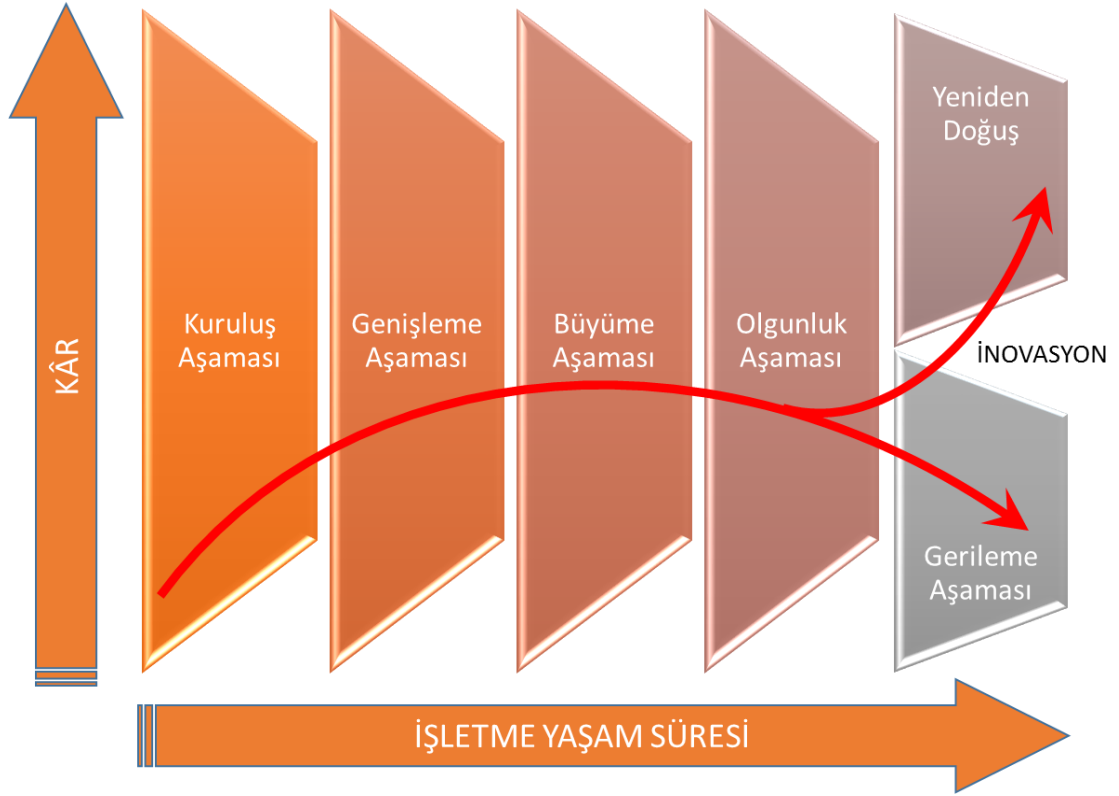 KÂR
Kuruluş
Aşaması
Genişleme
Aşaması
Büyüme
Aşaması
Olgunluk
Aşaması
Yeniden
Doğuş
İNOVASYON
Gerileme
Aşaması
İŞLETME YAŞAM SÜRESİ